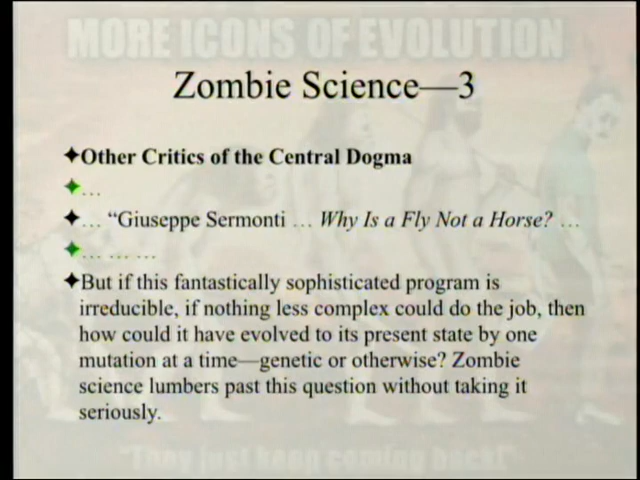 MORE ICONS OF EVOLUTION
Zombie Science—3
✦Other Critics of the Central Dogma
✦…
✦… “Giuseppe Sermonti … Why Is a Fly Not a Horse? …
✦… … …
✦But if this fantastically sophisticated program is
irreducible, if nothing less complex could do the job, then
how could it have evolved to its present state by one
mutation at a time—genetic or otherwise? Zombie
science lumbers past this question without taking it
seriously.
"They just keep coming back!"